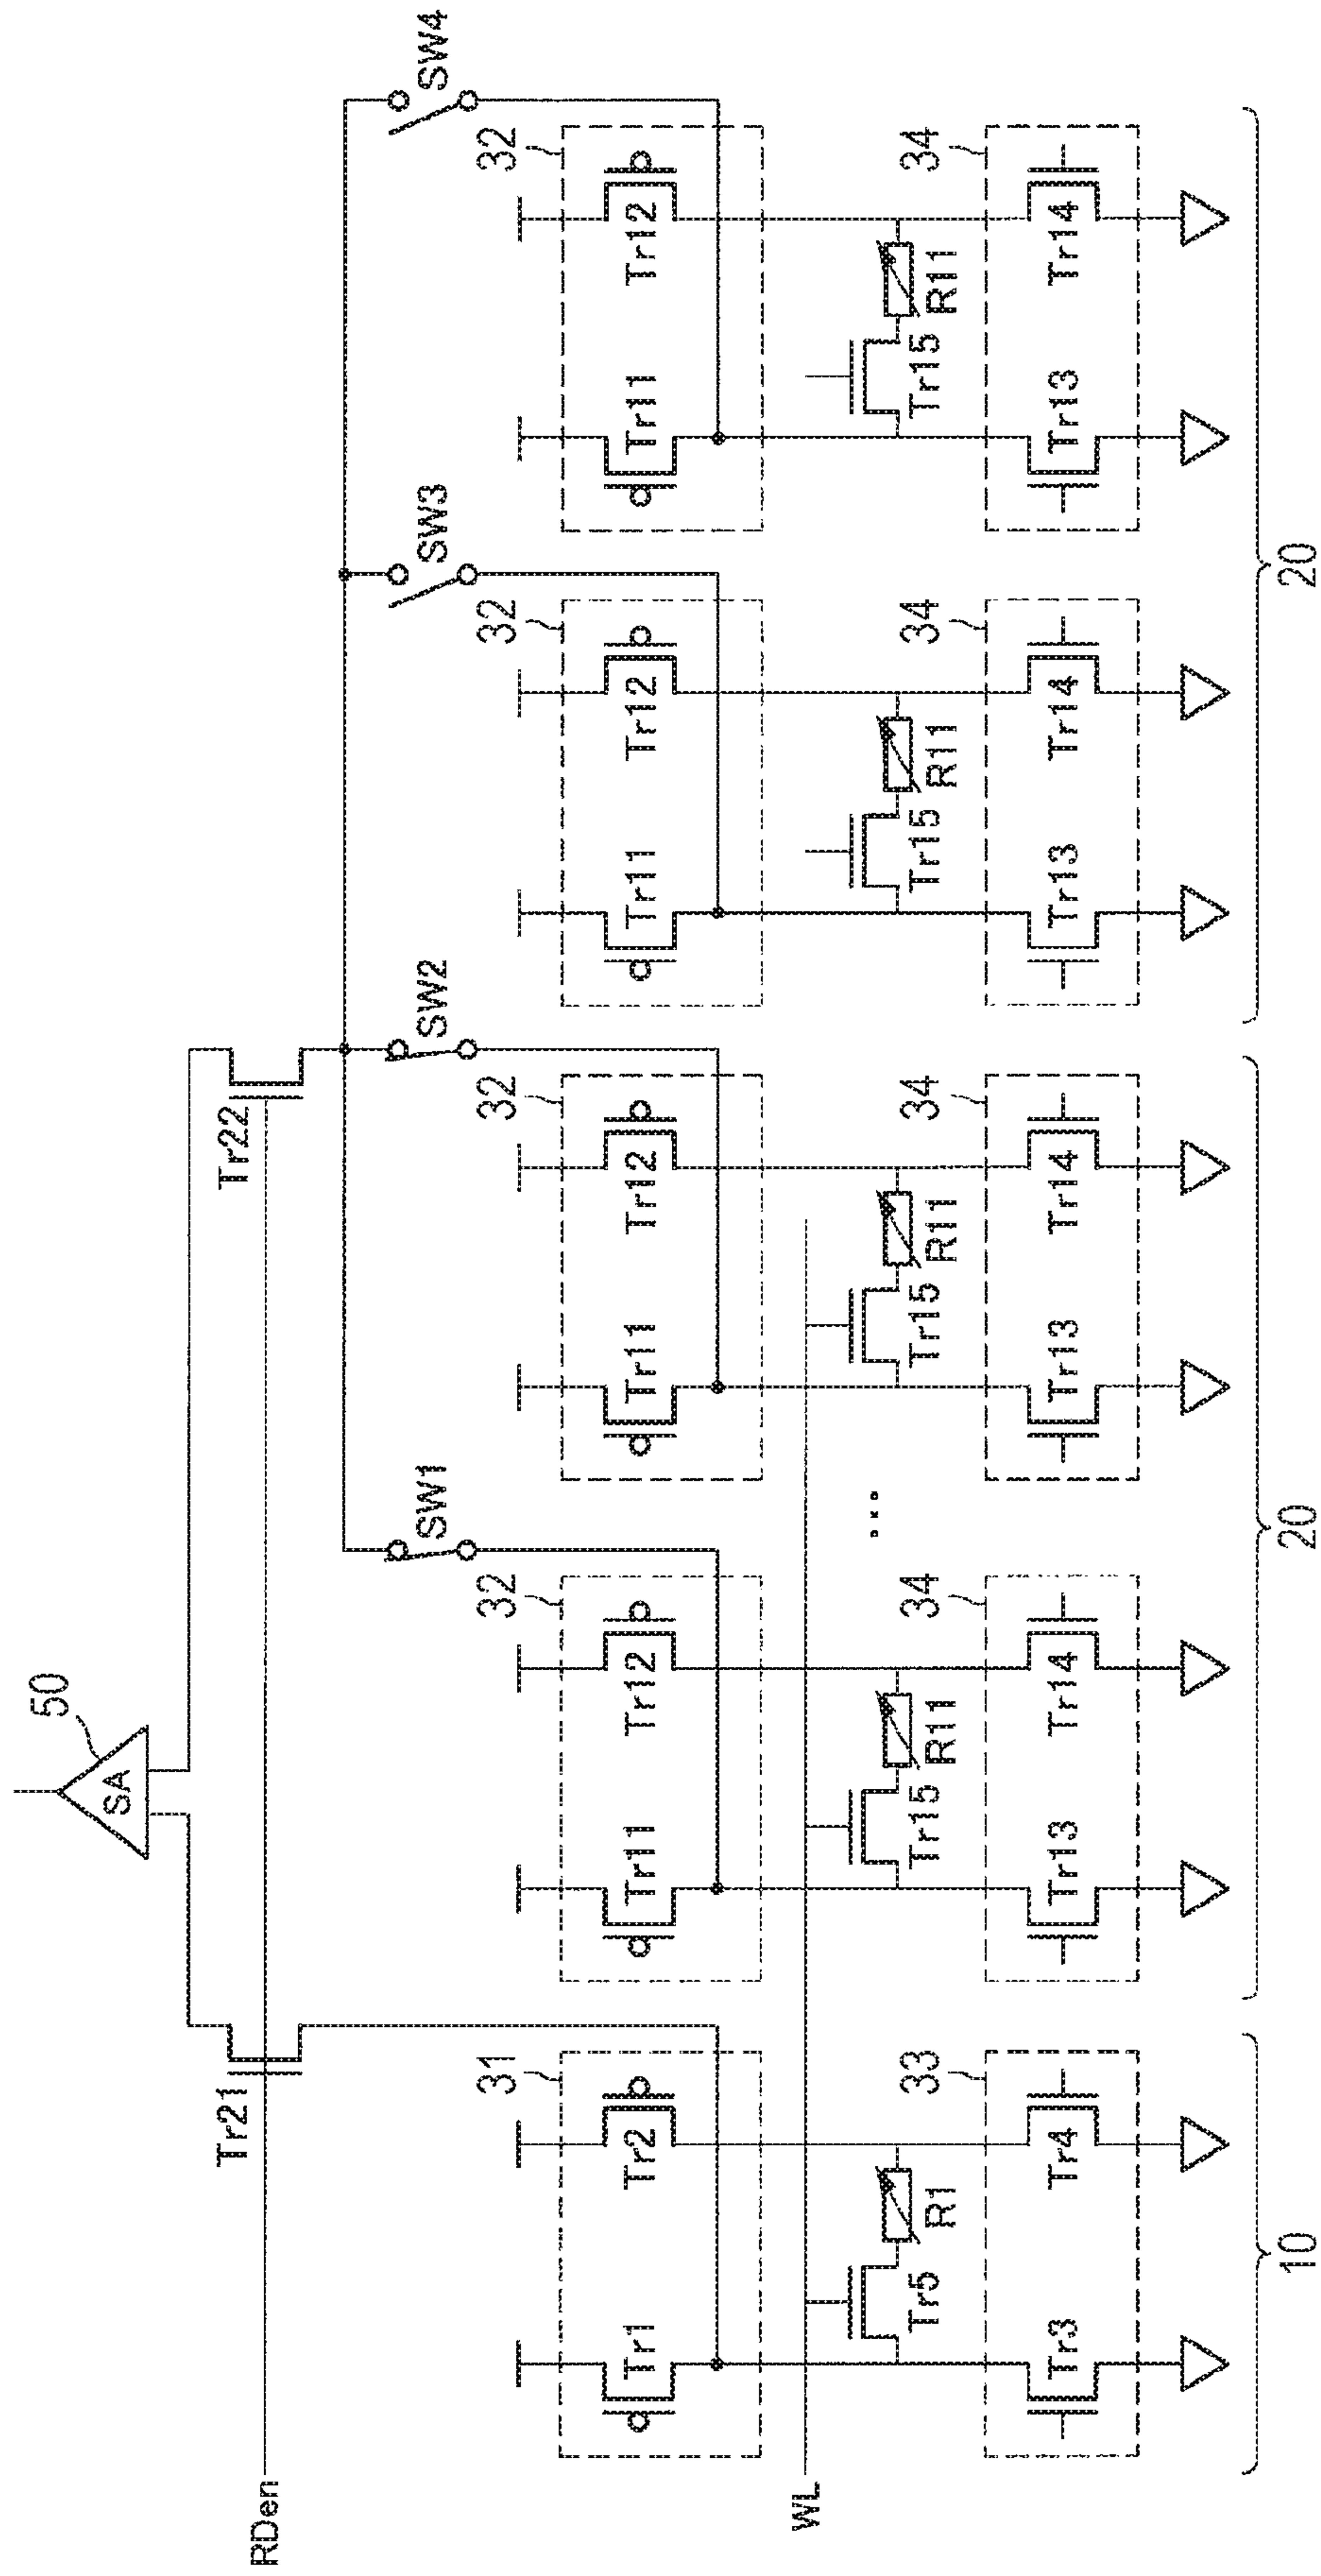 50
SA
RDen
Tr21
Tr22
SW1
SW2
SW3
SW4
31
32
32
32
32
Tr1
Tr2
Tr11
Tr12
Tr11
Tr12
Tr11
Tr12
Tr11
Tr12
WL
Tr5
R1
Tr15
R11
...
Tr15
R11
Tr15
R11
Tr15
R11
33
34
34
34
34
Tr3
Tr4
Tr13
Tr14
Tr13
Tr14
Tr13
Tr14
Tr13
Tr14
10
20
20